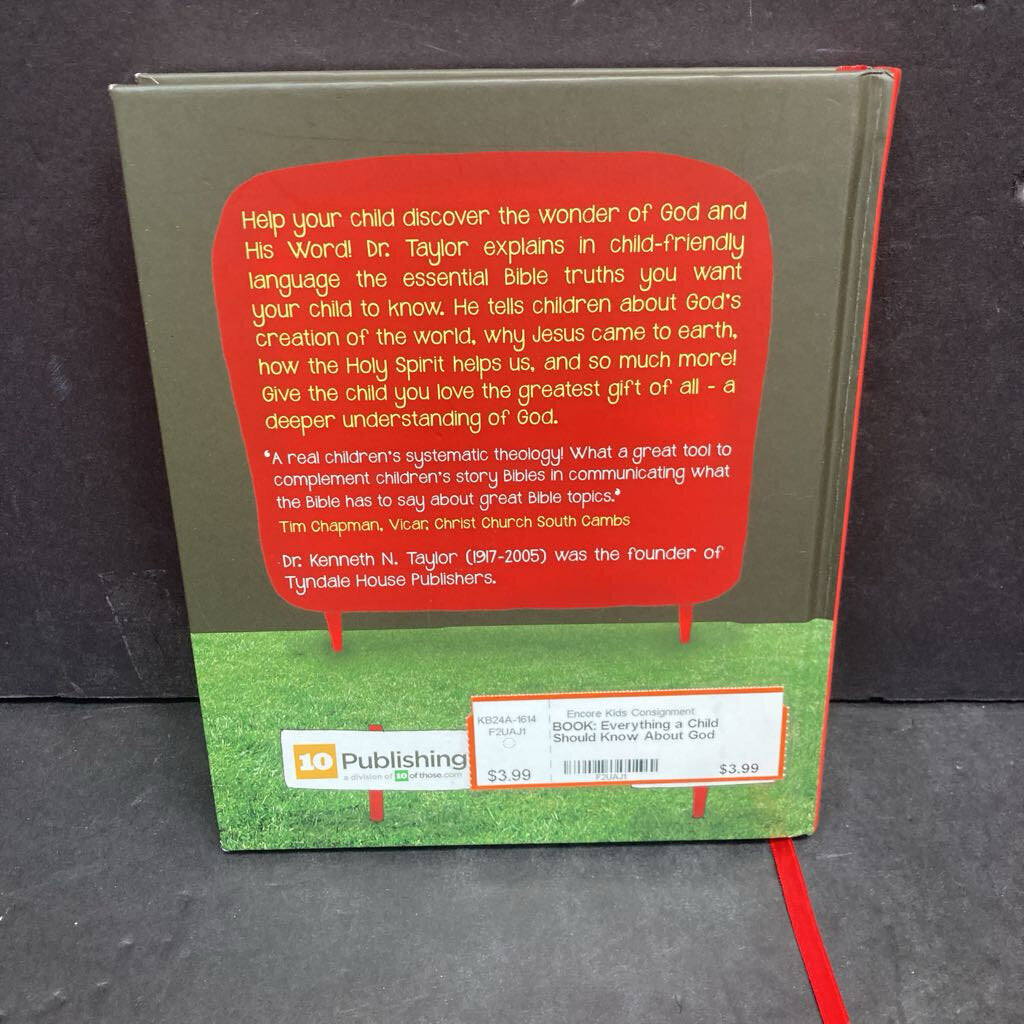 Help your child discover the wonder of God and
His Word! Dr. Taylor explains in child-friendly
language the essential Bible truths you want
your child to know. He tells children about God's
creation of the world, why Jesus came to earth,
how the Holy Spirit helps us, and so much more!
Give the child you love the greatest gift of all - a
deeper understanding of God.
'A real children's systematic theology! What a great tool to
complement children's story Bibles in communicating what
the Bible has to say about great Bible topics.'
Tim Chapman, Vicar, Christ Church South Cambs
Dr. Kenneth N. Taylor (1917-2005) was the founder of
Tyndale House Publishers.
10 Publishing
a division of 10 of those.com
KB24A-1614
F2UAJ1
$3.99
Encore Kids Consignment
BOOK: Everything a Child
Should Know About God
F2UAJ1
$3.99